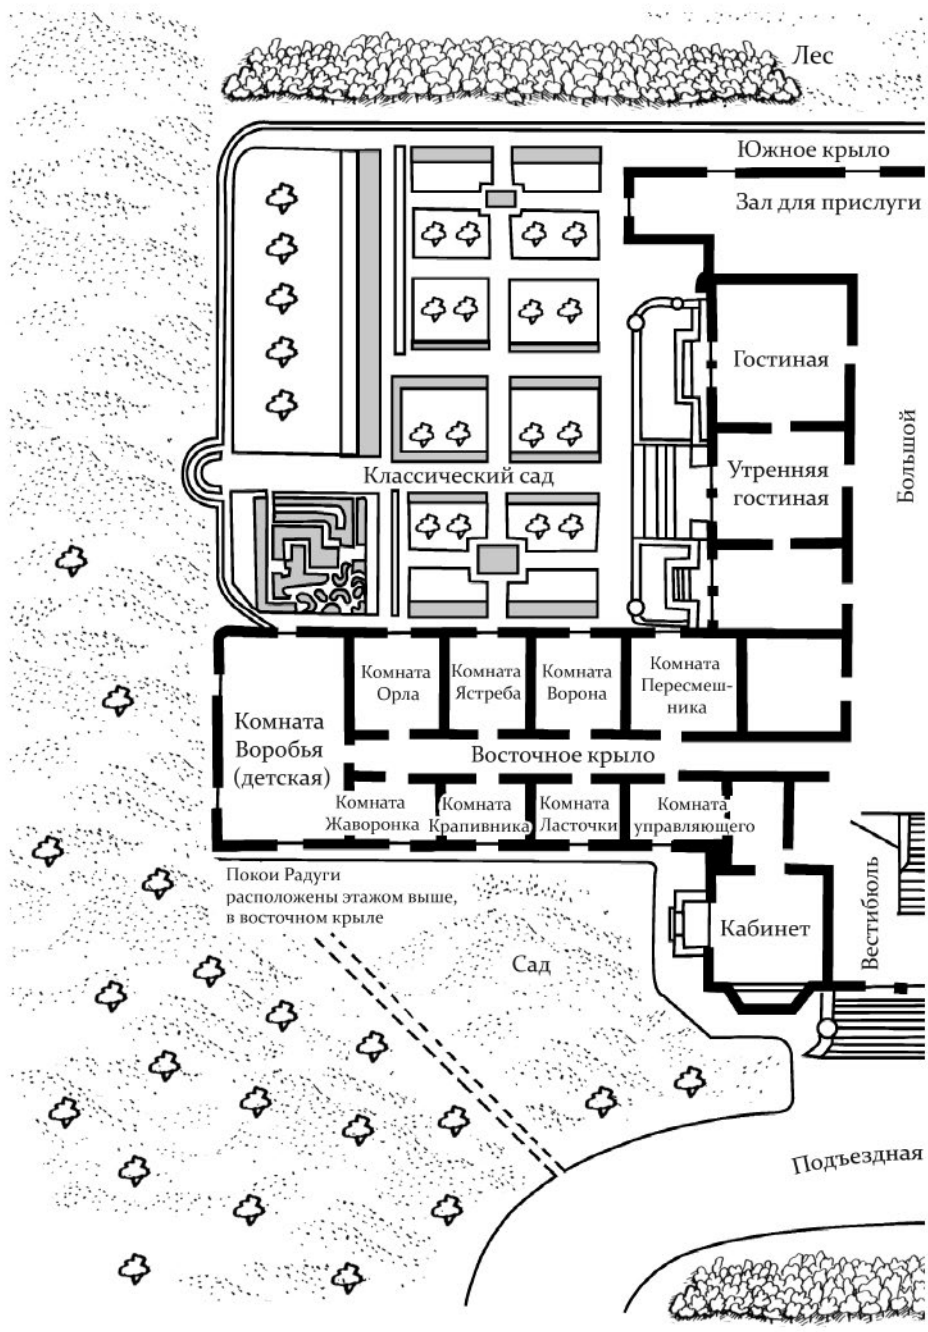 Лес
Южное крыло
Зал для прислуги
Гостиная
Большой
Утренняя
гостиная
Классический сад
Комната
Орла
Комната
Ястреба
Комната
Ворона
Комната
Пересмеш-
ника
Комната
Воробья
(детская)
Восточное крыло
Комната
Жаворонка
Комната
Крапивника
Комната
Ласточки
Комната
управляющего
Покои Радуги
расположены этажом выше,
в восточном крыле
Вестибюль
Кабинет
Сад
Подъездная